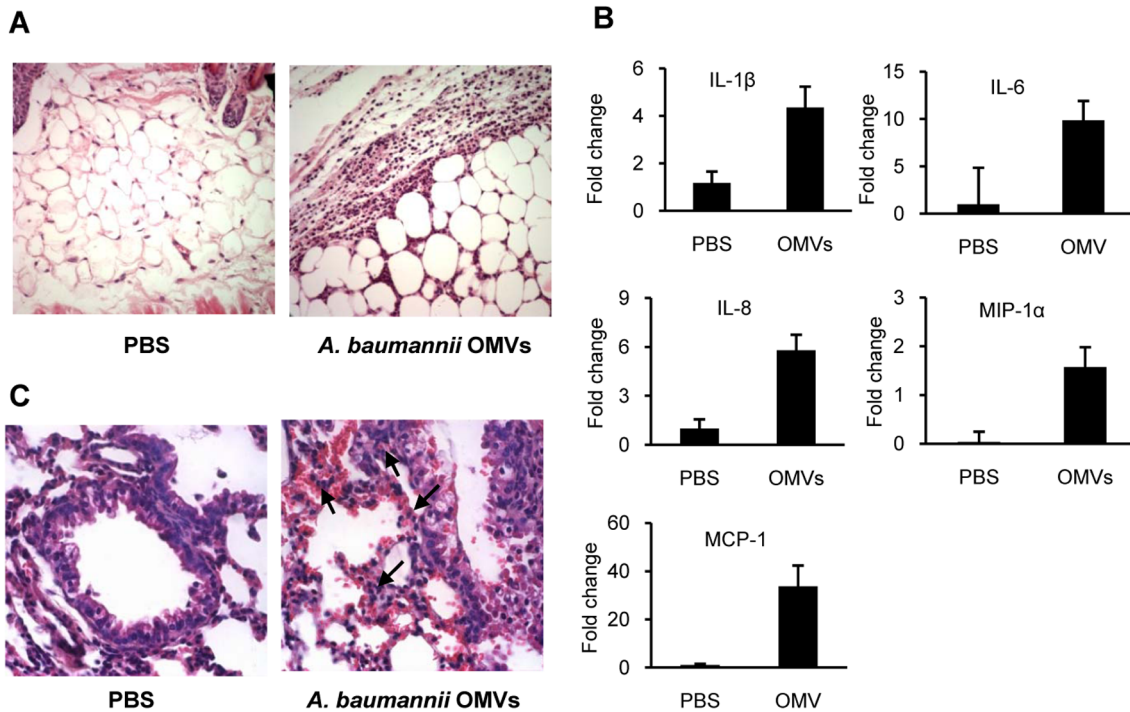 A
PBS
A. baumannii OMVs
B
IL-1β
Fold change
6
4
2
0
PBS
OMVs
IL-6
Fold change
15
10
5
0
PBS
OMV
IL-8
Fold change
9
6
3
0
PBS
OMVs
MIP-1α
Fold change
3
2
1
0
PBS
OMVs
MCP-1
Fold change
60
40
20
0
PBS
OMV
C
PBS
A. baumannii OMVs